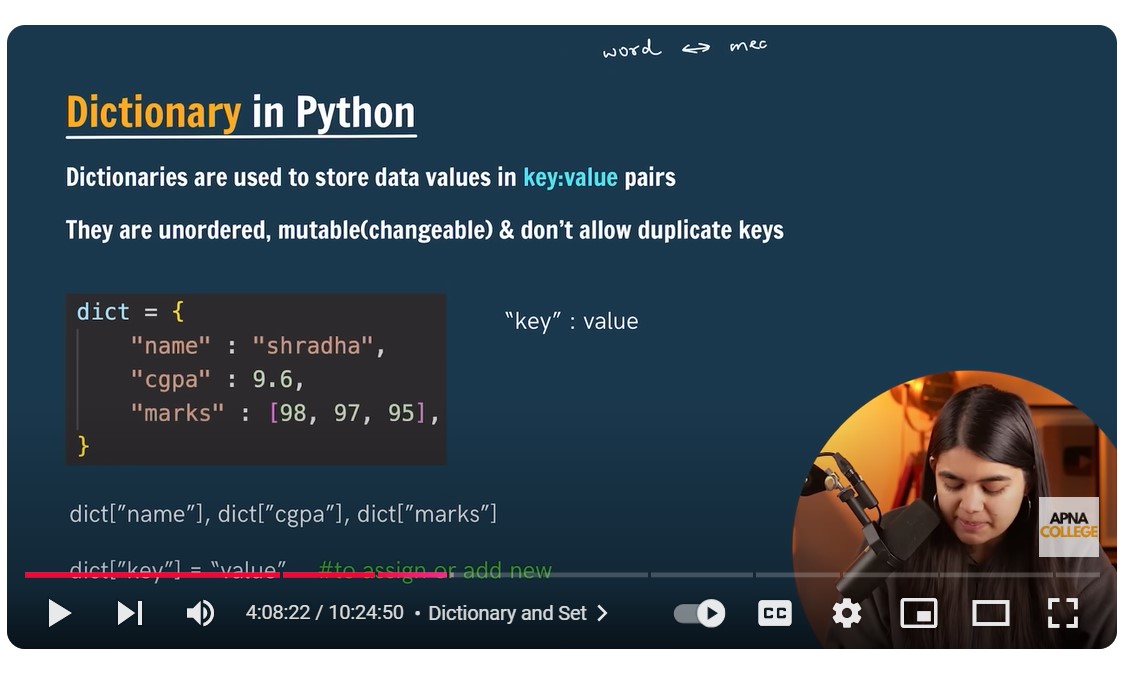 word ↔ mec
Dictionary in Python
Dictionaries are used to store data values in key:value pairs
They are unordered, mutable(changeable) & don’t allow duplicate keys
dict = {
"name" : "shradha",
"cgpa" : 9.6,
"marks" : [98, 97, 95],
}
“key” : value
dict[”name”], dict[”cgpa”], dict[”marks”]
dict[”key”] = “value” #to assign or add new
APNA
COLLEGE
4:08:22 / 10:24:50 • Dictionary and Set >
CC